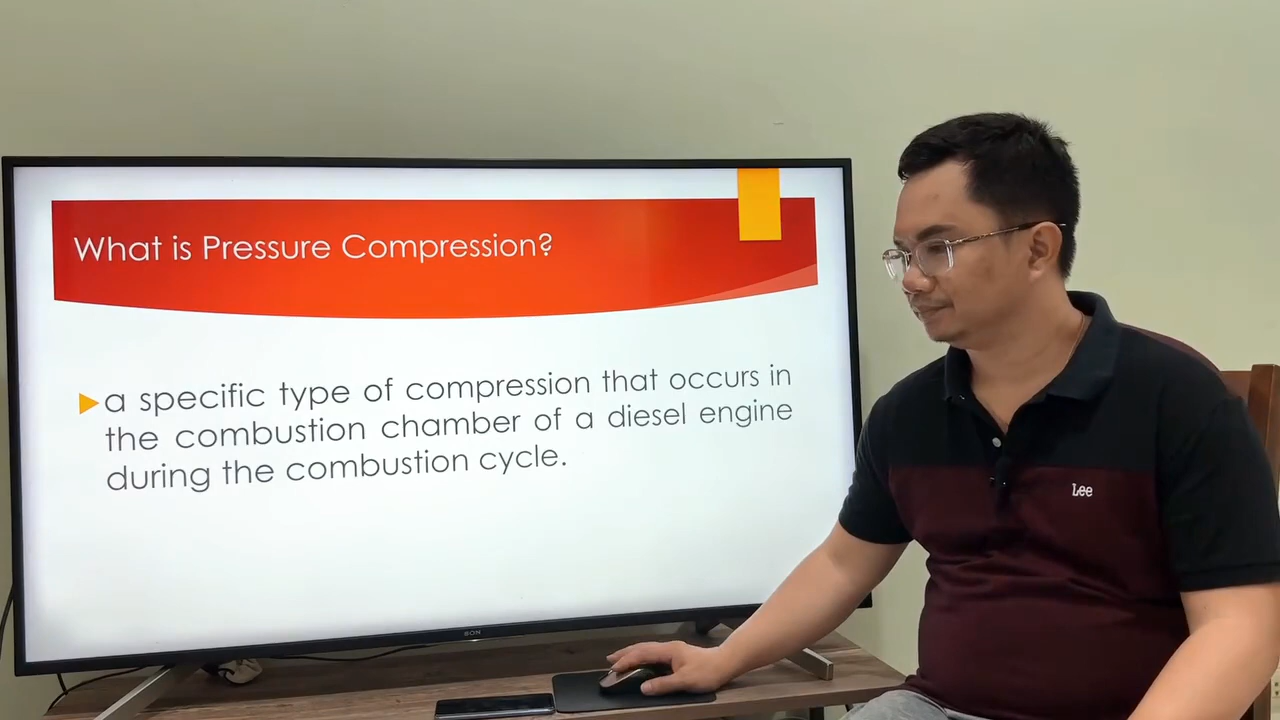 What is Pressure Compression?
a specific type of compression that occurs in
the combustion chamber of a diesel engine
during the combustion cycle.
Lee